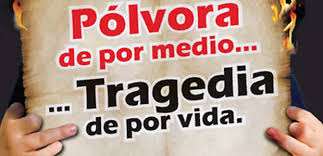 Pólvora
de por medio...
... Tragedia
de por vida.